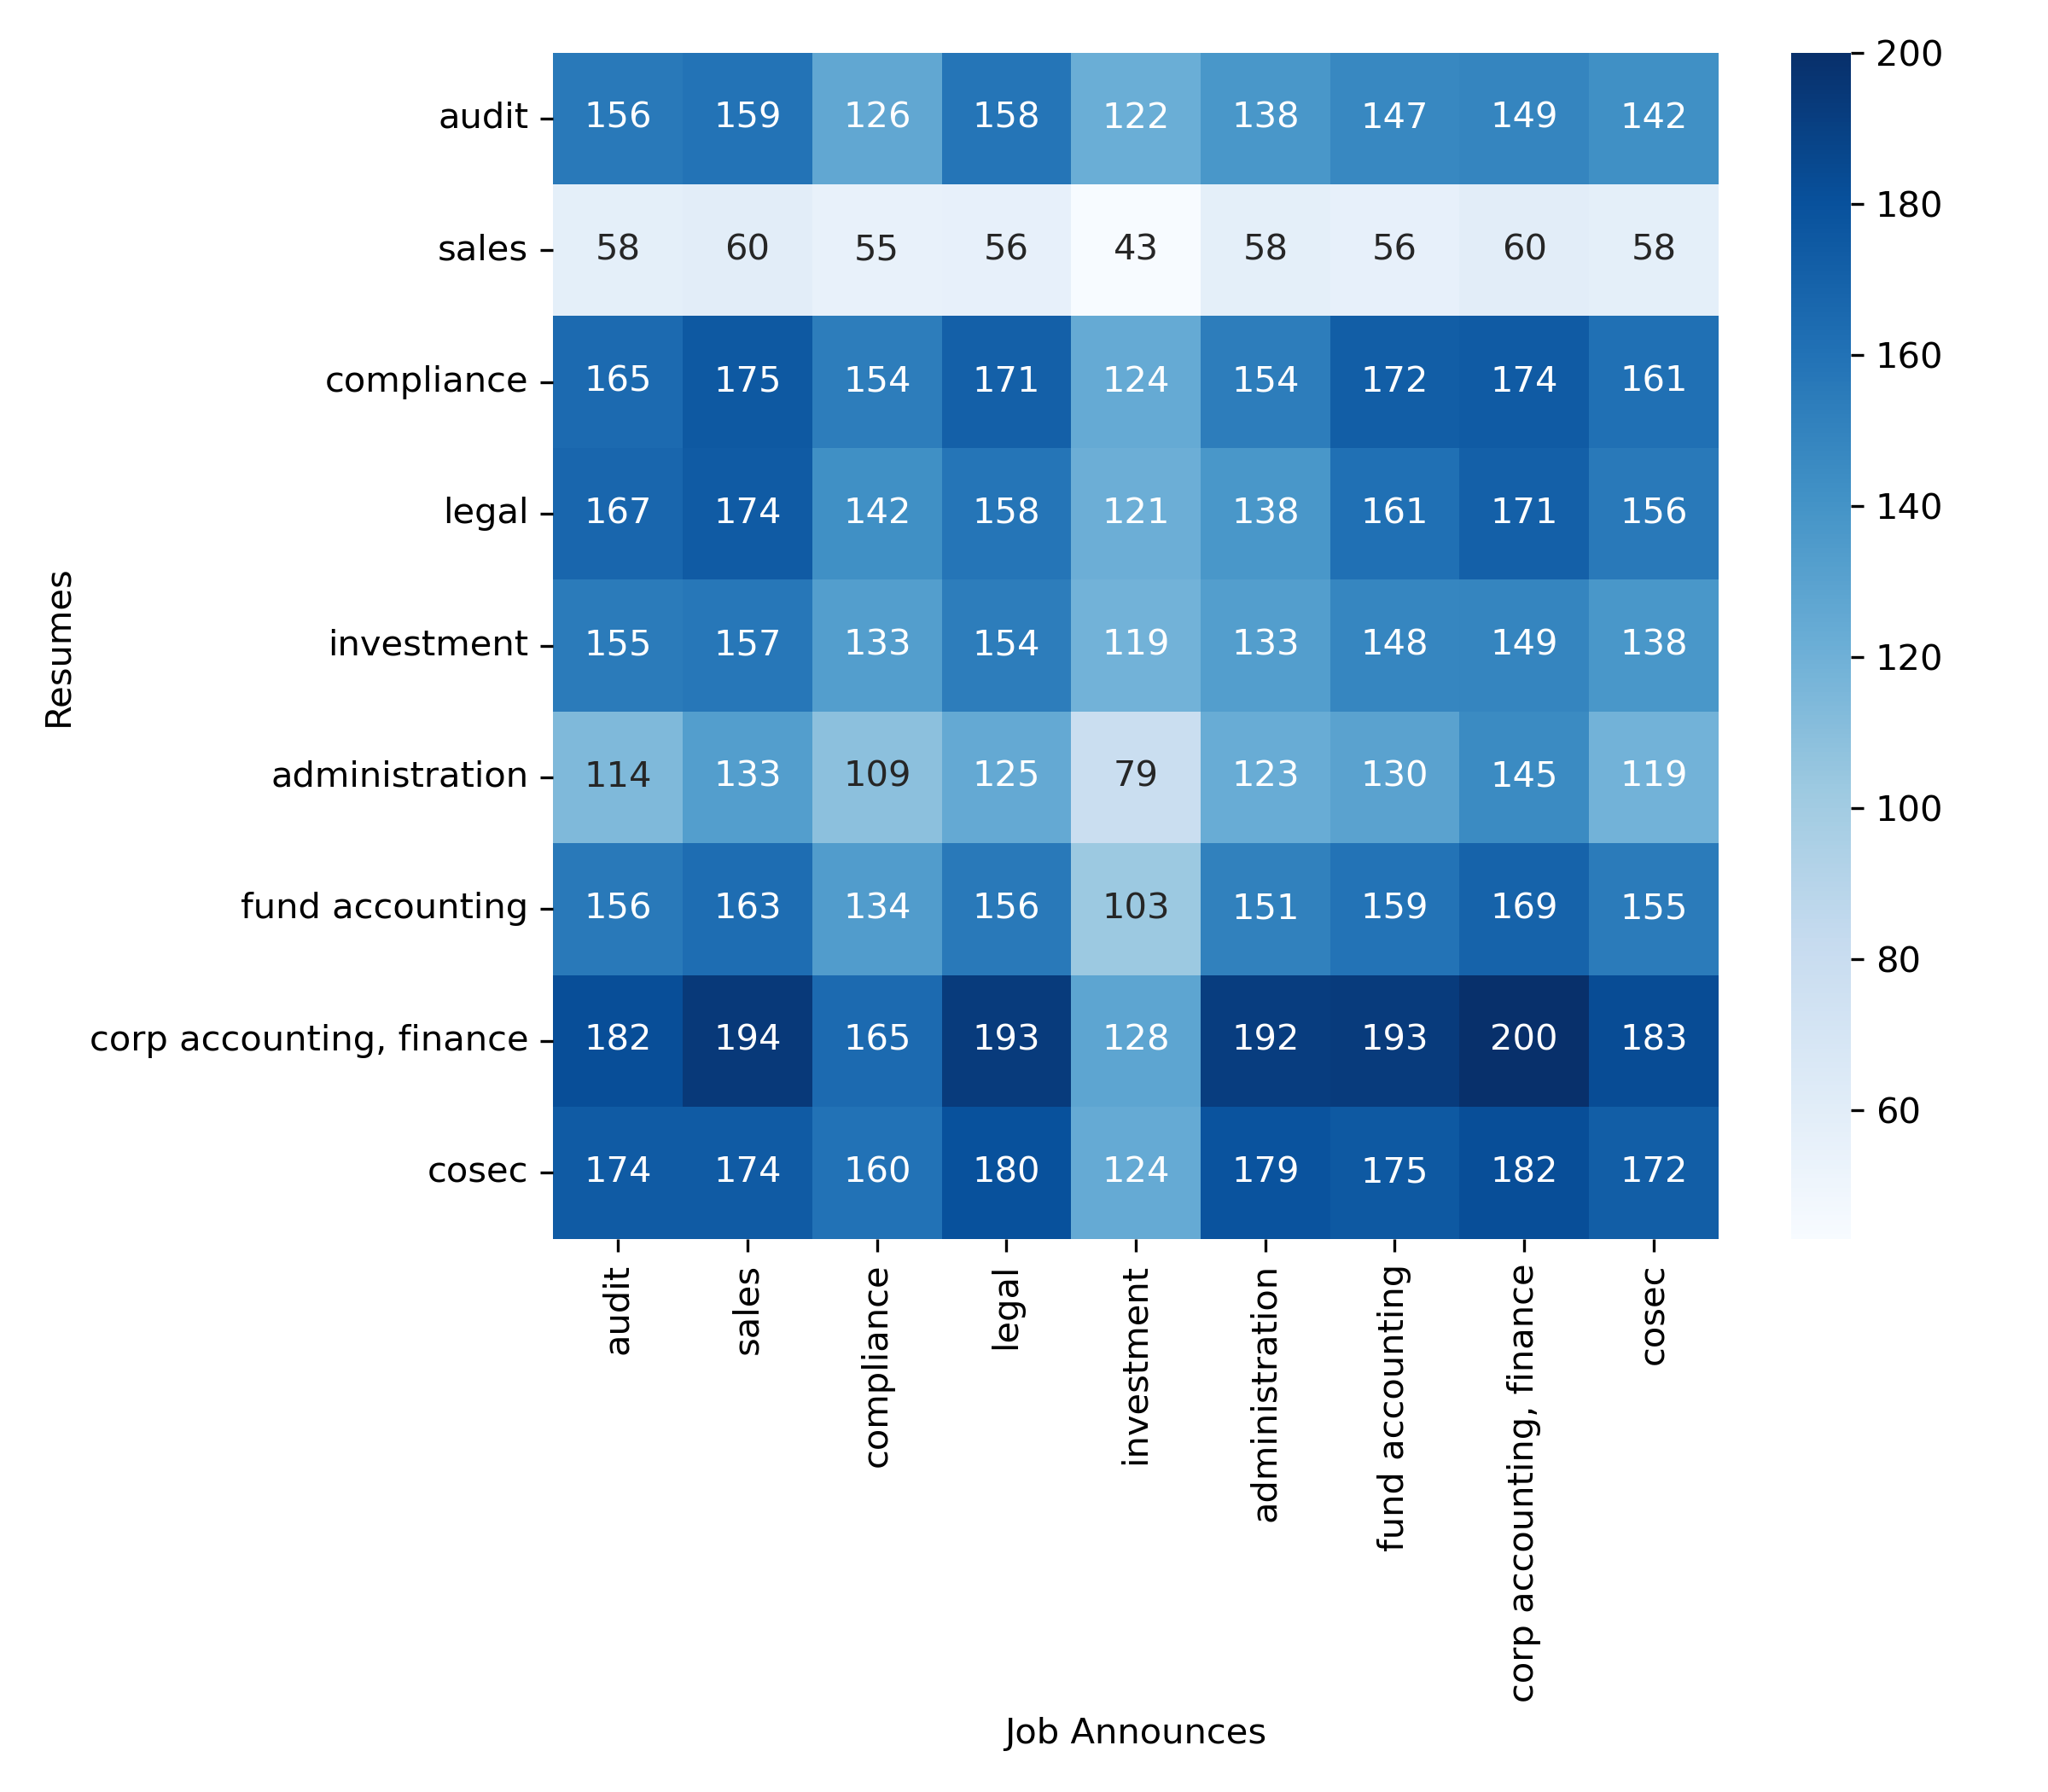 audit 156 159 126 158 122 138 147 149 142
sales 58 60 55 56 43 58 56 60 58
compliance 165 175 154 171 124 154 172 174 161
legal 167 174 142 158 121 138 161 171 156
investment 155 157 133 154 119 133 148 149 138
administration 114 133 109 125 79 123 130 145 119
fund accounting 156 163 134 156 103 151 159 169 155
corp accounting, finance 182 194 165 193 128 192 193 200 183
cosec 174 174 160 180 124 179 175 182 172
Resumes
audit
sales
compliance
legal
investment
administration
fund accounting
corp accounting, finance
cosec
Job Announces
200
180
160
140
120
100
80
60